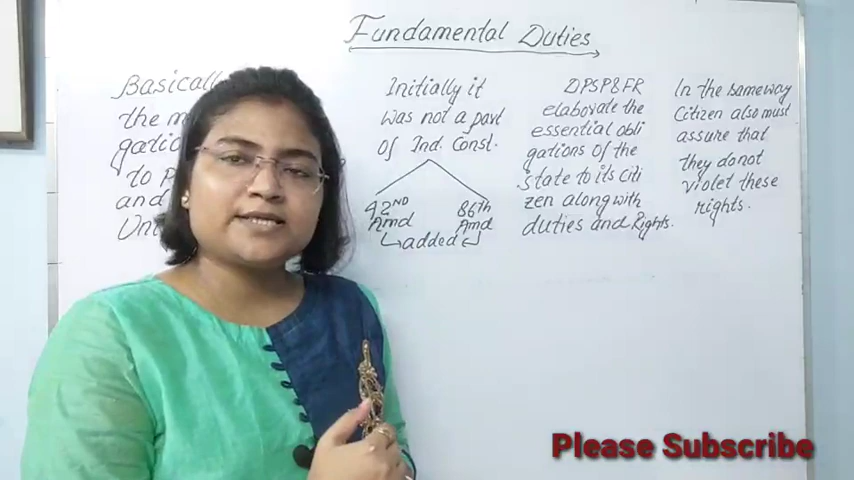 Fundamental Duties
Basically
the
gati
to
and
Initially it
was not a part
of Ind. Const.
42ND
Amd
86th
Amd
added
DPSP&FR
elaborate the
essential obli
gations of the
state to its citi
zen along with
duties and Rights.
In the same way
Citizen also must
assure that
they do not
violet these
rights.
Please Subscribe